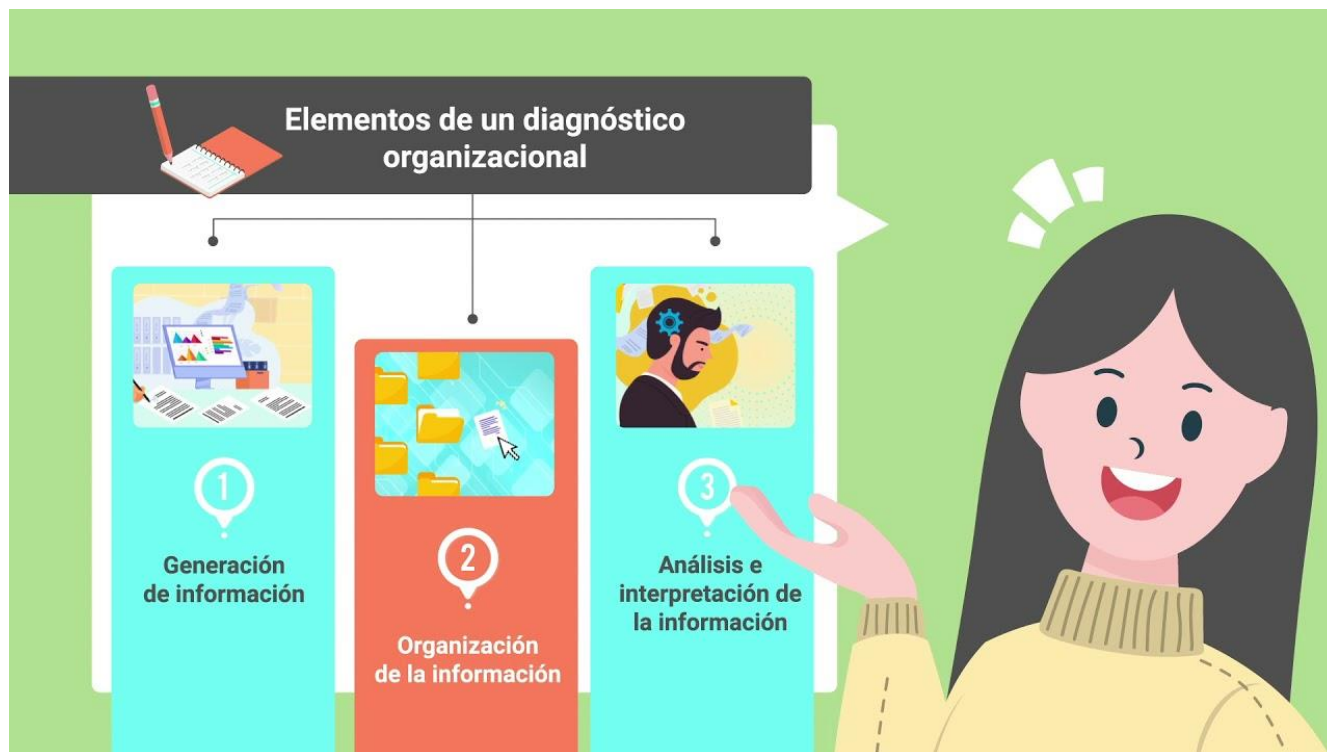 Elementos de un diagnóstico
organizacional
1
Generación
de información
2
Organización
de la información
3
Análisis e
interpretación de
la información